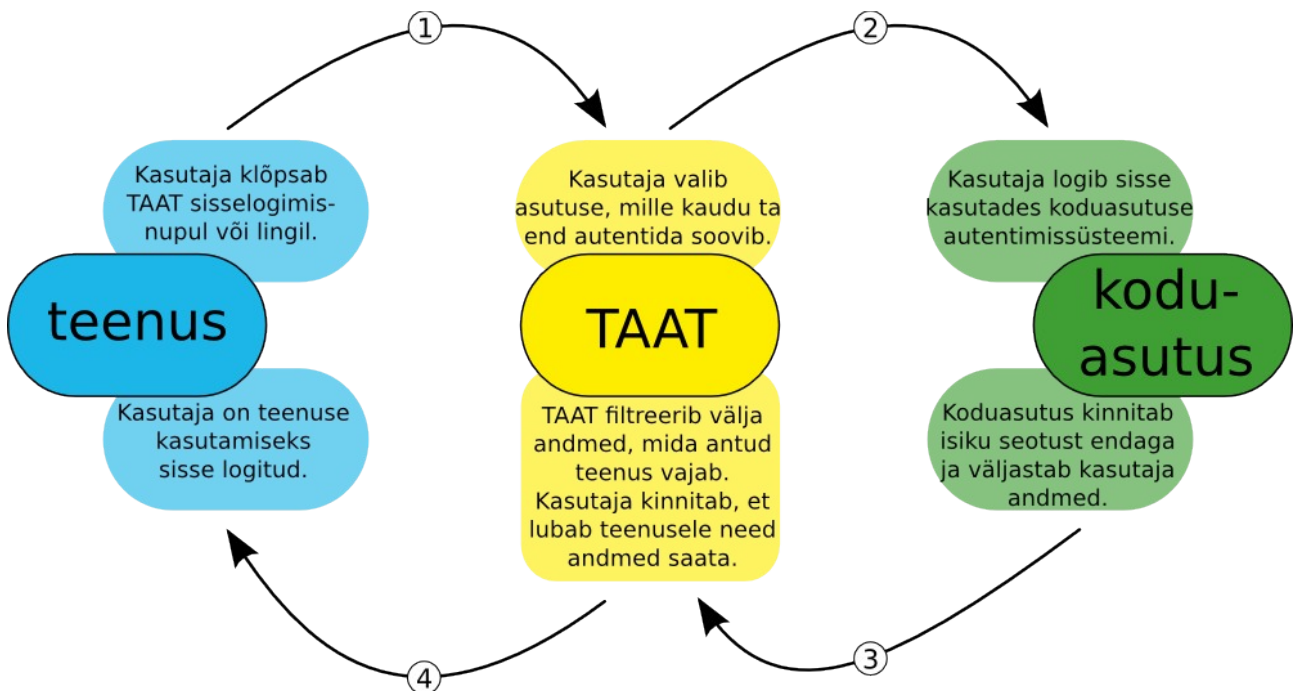 1
2
Kasutaja klõpsab
TAAT sisselogimis-
nupul või lingil.
Kasutaja valib
asutuse, mille kaudu ta
end autentida soovib.
Kasutaja logib sisse
kasutades koduasutuse
autentimissüsteemi.
teenus
TAAT
kodu-
asutus
Kasutaja on teenuse
kasutamiseks
sisse logitud.
TAAT filtreerib välja
andmed, mida antud
teenus vajab.
Kasutaja kinnitab, et
lubab teenusele need
andmed saata.
Koduasutus kinnitab
isiku seotust endaga
ja väljastab kasutaja
andmed.
4
3